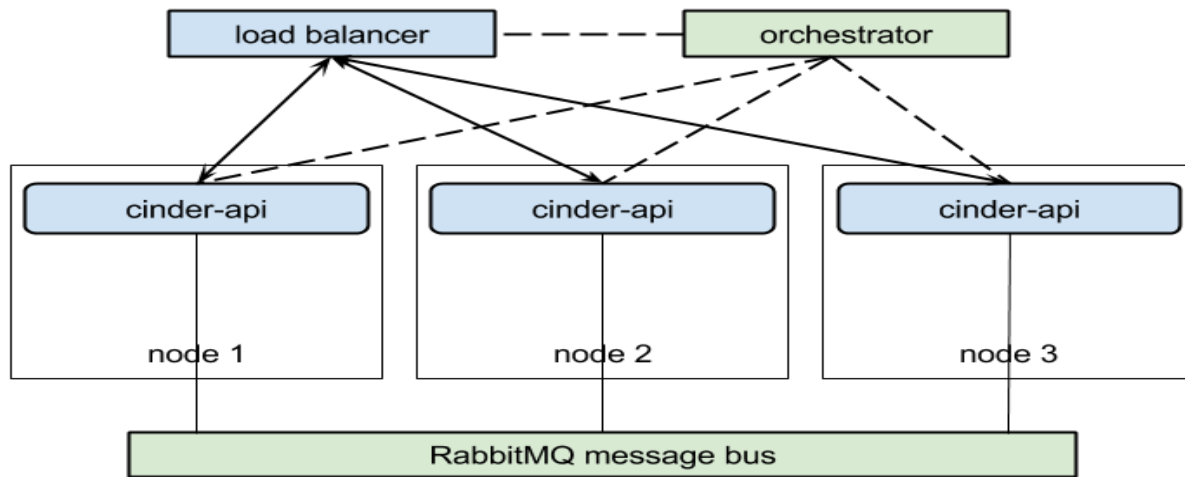 load balancer
orchestrator
cinder-api
cinder-api
cinder-api
node 1
node 2
node 3
RabbitMQ message bus